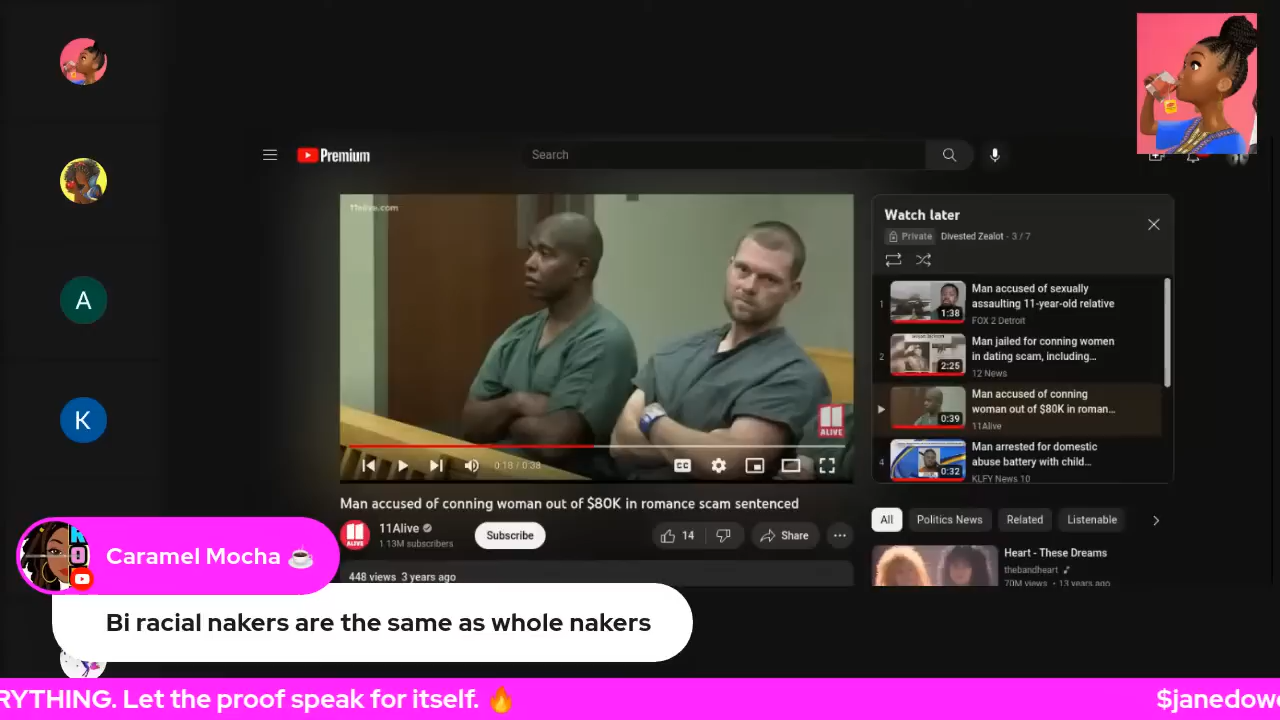 Premium
Search
11alive.com
11
ALIVE
0:18 / 0:38
CC
Man accused of conning woman out of $80K in romance scam sentenced
11Alive
1.13M subscribers
Subscribe
14
Share
448 views 3 years ago
Watch later
Private
Divested Zealot - 3 / 7
1
1:38
Man accused of sexually
assaulting 11-year-old relative
FOX 2 Detroit
2
2:25
Man jailed for conning women
in dating scam, including...
12 News
0:39
Man accused of conning
woman out of $80K in roman...
11Alive
4
0:32
Man arrested for domestic
abuse battery with child...
KLFY News 10
All
Politics News
Related
Listenable
Heart - These Dreams
thebandheart
70M views • 13 years ago
A
K
Caramel Mocha ☕
Bi racial nakers are the same as whole nakers
RYTHING. Let the proof speak for itself. 🔥
$janedowe